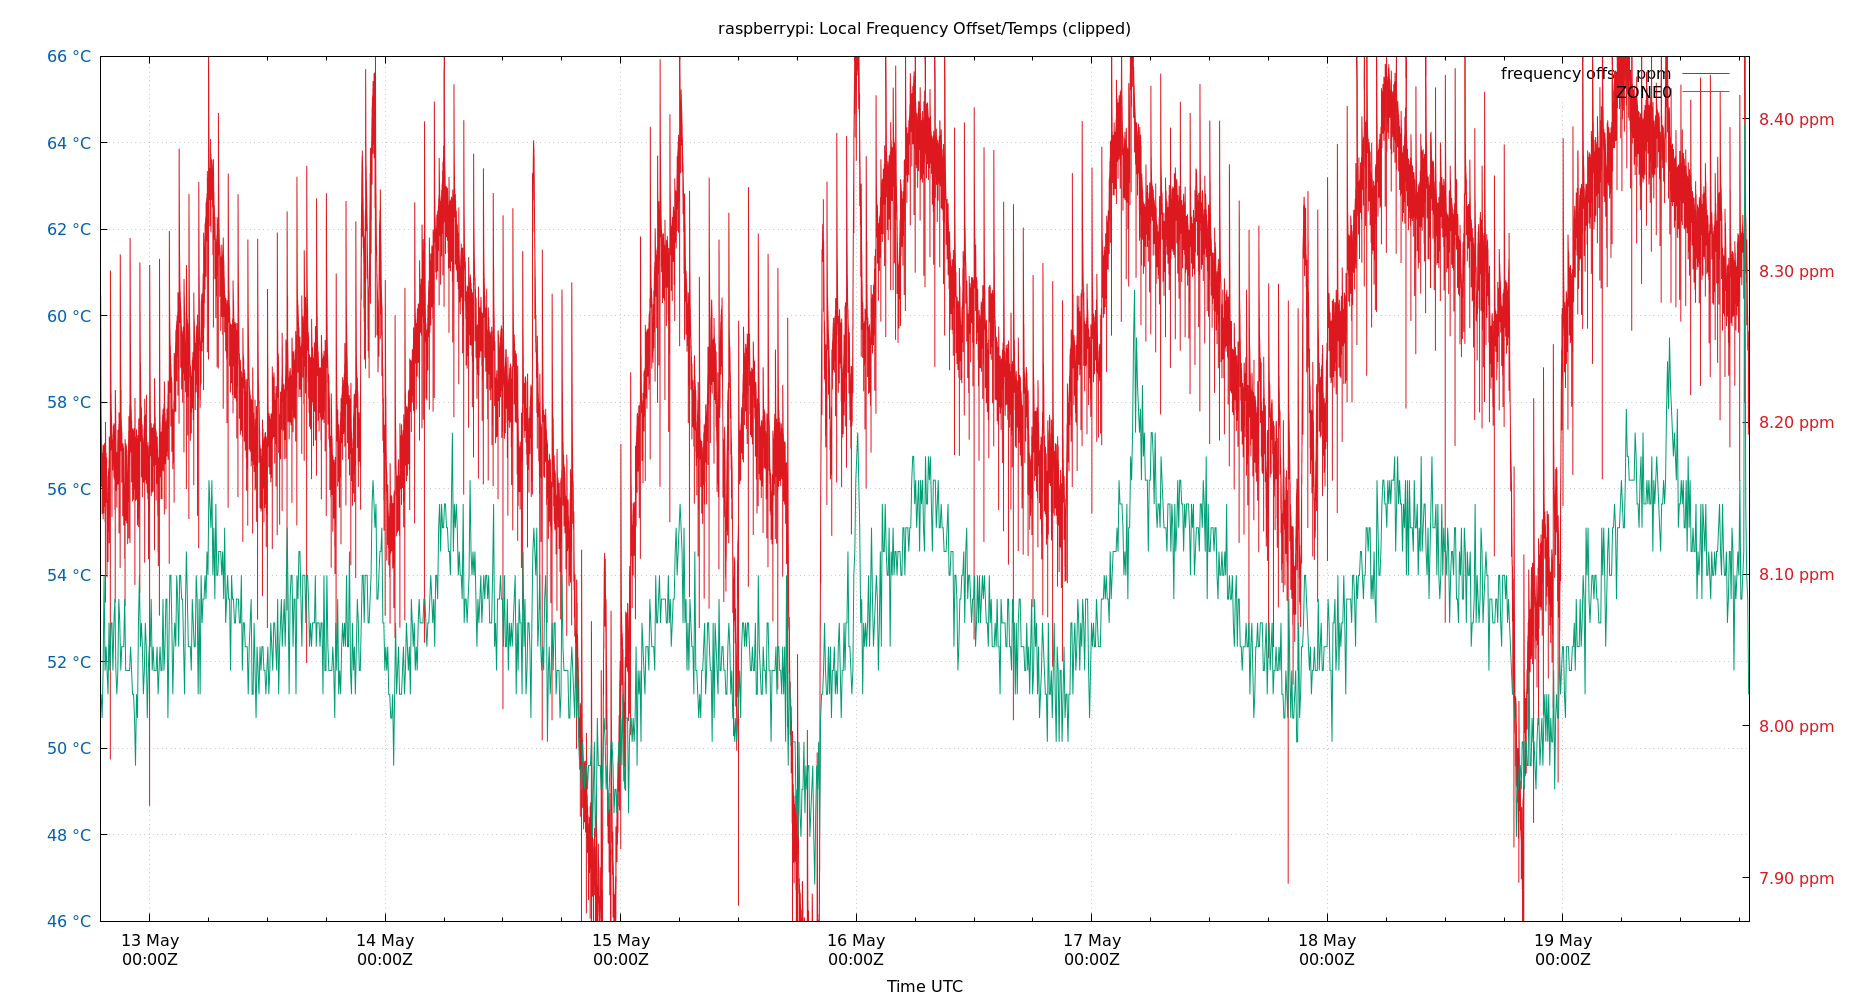 raspberrypi: Local Frequency Offset/Temps (clipped)
66 °C
64 °C
62 °C
60 °C
58 °C
56 °C
54 °C
52 °C
50 °C
48 °C
46 °C
frequency offset ppm
ZONE0
8.40 ppm
8.30 ppm
8.20 ppm
8.10 ppm
8.00 ppm
7.90 ppm
13 May
00:00Z
14 May
00:00Z
15 May
00:00Z
16 May
00:00Z
17 May
00:00Z
18 May
00:00Z
19 May
00:00Z
Time UTC